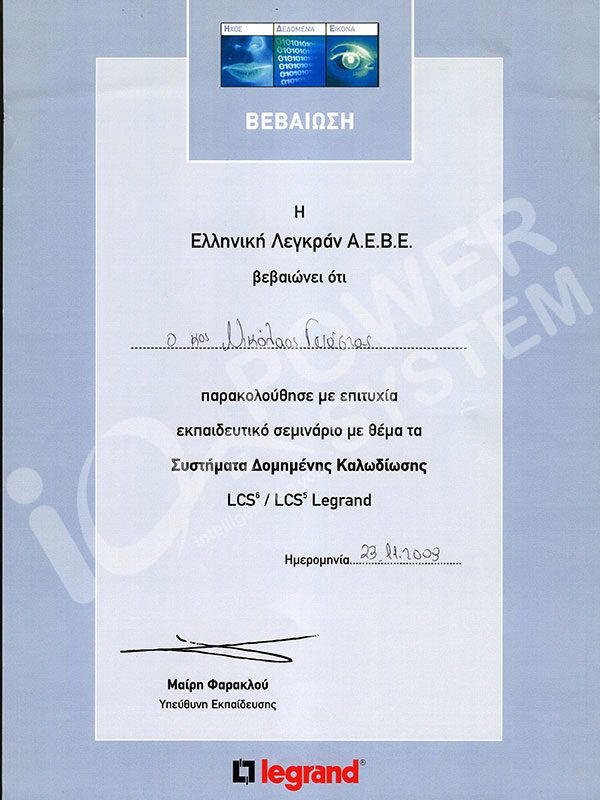 ΗΧΟΣ ΔΕΔΟΜΕΝΑ ΕΙΚΟΝΑ
ΒΕΒΑΙΩΣΗ
Η
Ελληνική Λεγκράν Α.Ε.Β.Ε.
βεβαιώνει ότι
ο κος Νικόλαος
παρακολούθησε με επιτυχία
εκπαιδευτικό σεμινάριο με θέμα τα
Συστήματα Δομημένης Καλωδίωσης
LCS⁶ / LCS⁵ Legrand
Ημερομηνία 23.11.2009
Μαίρη Φαρακλού
Υπεύθυνη Εκπαίδευσης
legrand®
iQ POWER
SYSTEM